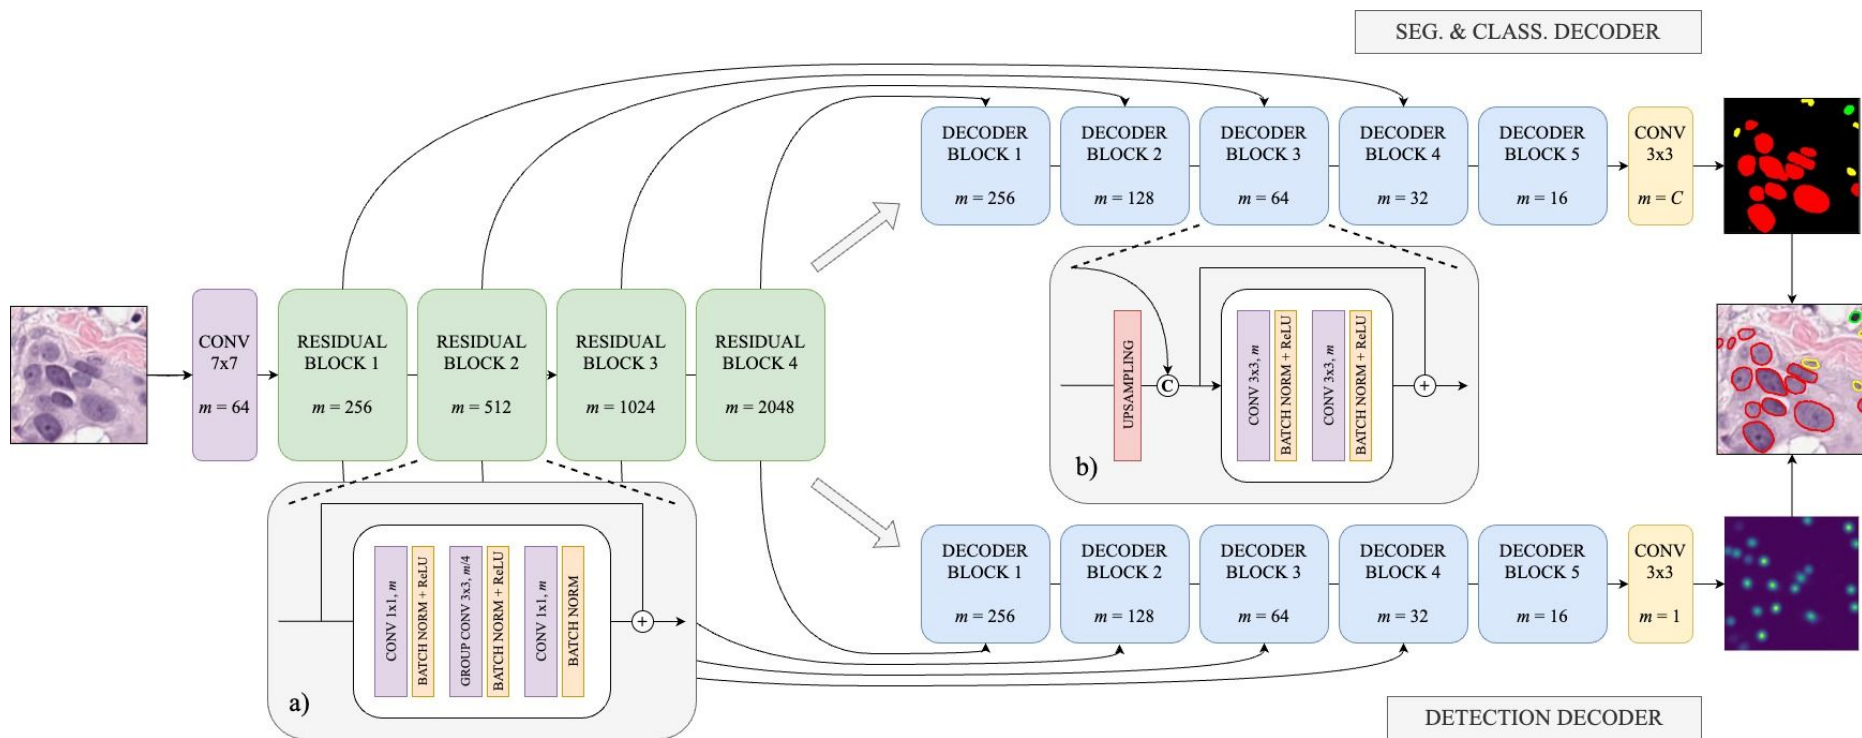 SEG. & CLASS. DECODER
DECODER
BLOCK 1
m = 256
DECODER
BLOCK 2
m = 128
DECODER
BLOCK 3
m = 64
DECODER
BLOCK 4
m = 32
DECODER
BLOCK 5
m = 16
CONV
3x3
m = C
CONV
7x7
m = 64
RESIDUAL
BLOCK 1
m = 256
RESIDUAL
BLOCK 2
m = 512
RESIDUAL
BLOCK 3
m = 1024
RESIDUAL
BLOCK 4
m = 2048
b)
UPSAMPLING
C
CONV 3x3, m
BATCH NORM + ReLU
CONV 3x3, m
BATCH NORM + ReLU
+
a)
CONV 1x1, m
BATCH NORM + ReLU
GROUP CONV 3x3, m/4
BATCH NORM + ReLU
CONV 1x1, m
BATCH NORM
+
DECODER
BLOCK 1
m = 256
DECODER
BLOCK 2
m = 128
DECODER
BLOCK 3
m = 64
DECODER
BLOCK 4
m = 32
DECODER
BLOCK 5
m = 16
CONV
3x3
m = 1
DETECTION DECODER